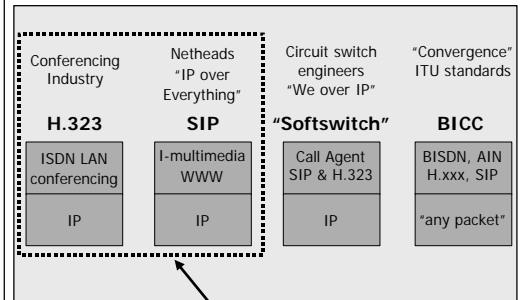 Conferencing
Industry
H.323
ISDN LAN
conferencing
IP
Netheads
"IP over
Everything"
SIP
I-multimedia
WWW
IP
Circuit switch
engineers
"We over IP"
"Softswitch"
Call Agent
SIP & H.323
IP
"Convergence"
ITU standards
BICC
BISDN, AIN
H.xxx, SIP
"any packet"